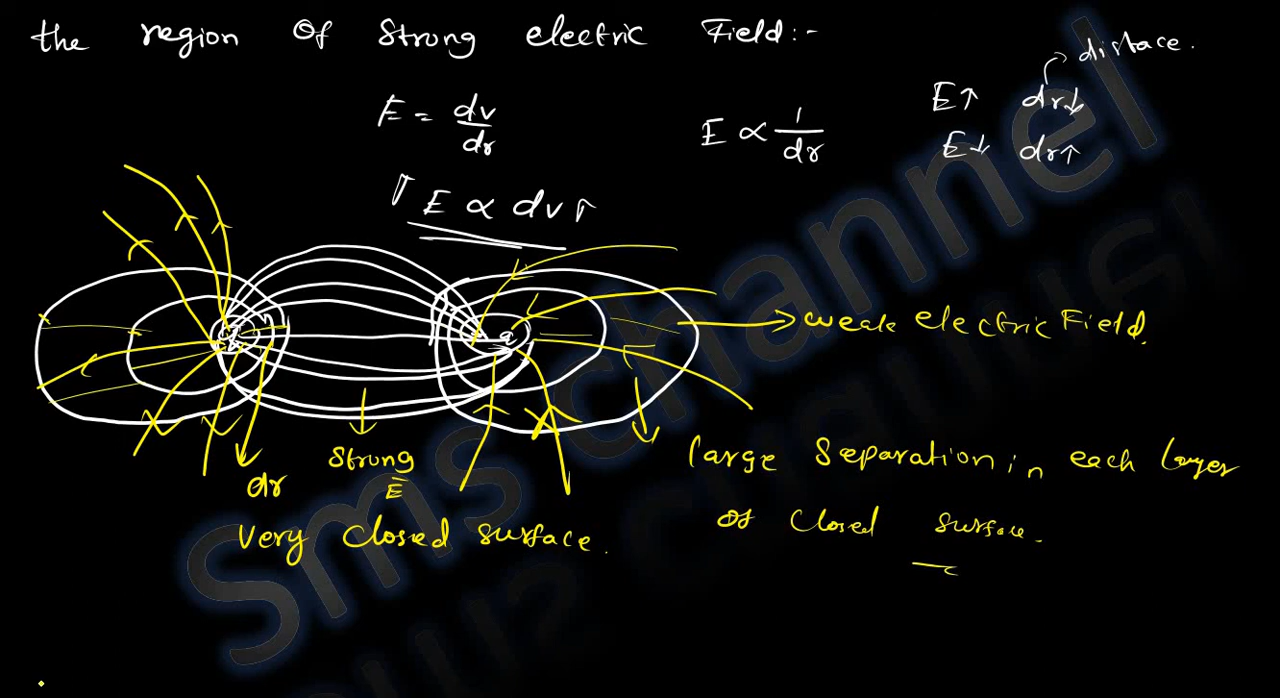 the region of Strong electric Field:-
distace.
E = dv/dr
E ∝ 1/dr
E↑ dr↓
E↓ dr↑
↑ E ∝ dv↑
a
weak electric Field.
Strong
E
dr
Very closed surface.
large Separation in each layer
of closed surface.
Sms channel